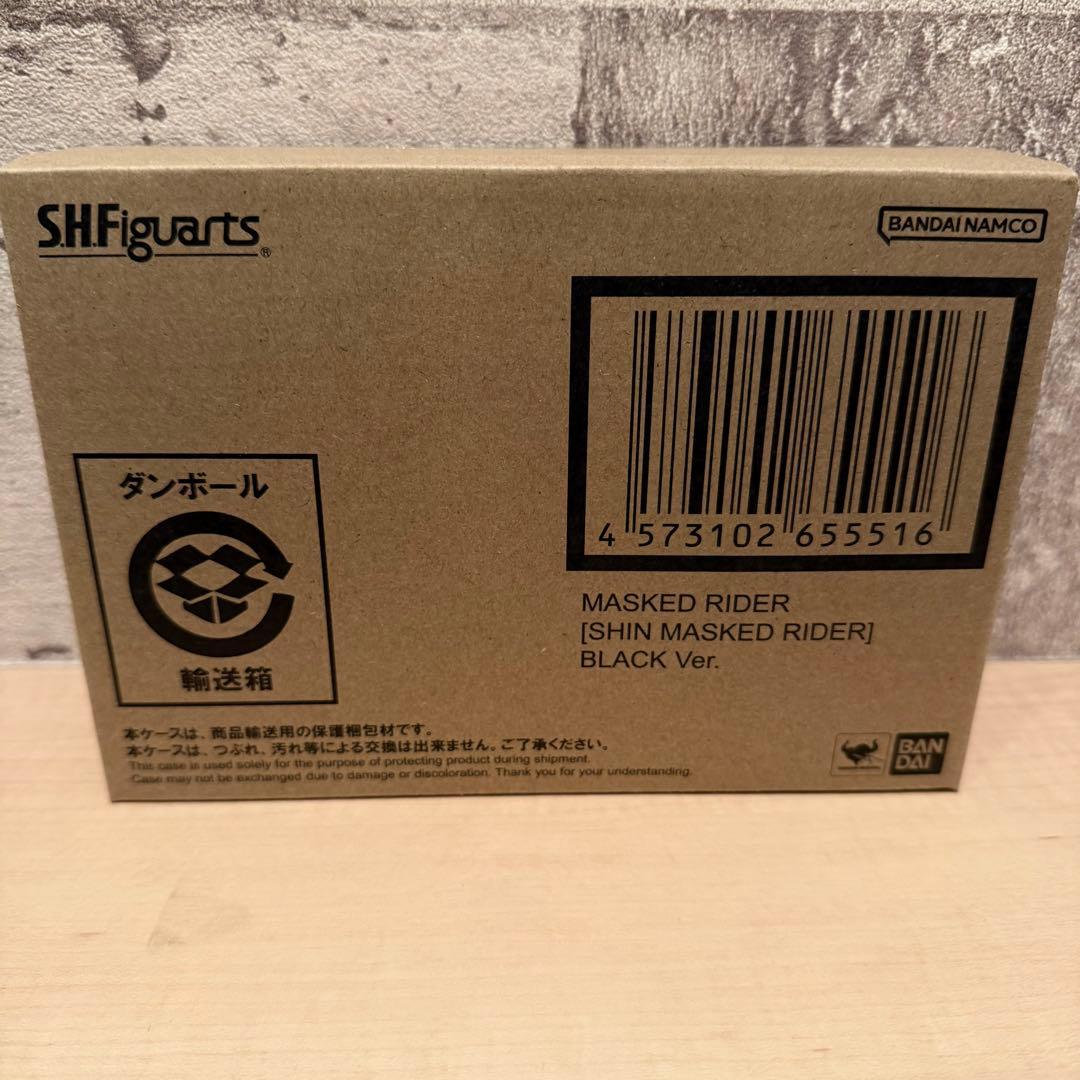 S.H.Figuarts®
BANDAI NAMCO
4 573102 655516
MASKED RIDER
[SHIN MASKED RIDER]
BLACK Ver.
ダンボール
輸送箱
本ケースは、商品輸送用の保護梱包材です。
本ケースは、つぶれ、汚れ等による交換は出来ません。ご了承ください。
This case is used solely for the purpose of protecting product during shipment.
Case may not be exchanged due to damage or discoloration. Thank you for your understanding.
BAN
DAI